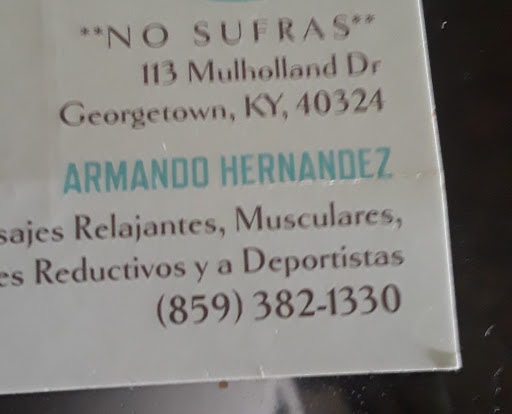 **NO SUFRAS**
113 Mulholland Dr
Georgetown, KY, 40324
ARMANDO HERNANDEZ
sajes Relajantes, Musculares,
es Reductivos y a Deportistas
(859) 382-1330